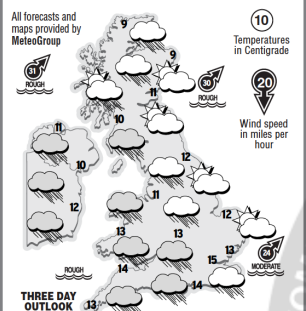 All forecasts and
maps provided by
MeteoGroup
9
10
Temperatures
in Centigrade
9
31
ROUGH
30
ROUGH
11
20
10
Wind speed
in miles per
hour
11
10
12
11
12
12
13
13
13
24
MODERATE
15
ROUGH
14
14
THREE DAY
OUTLOOK
13